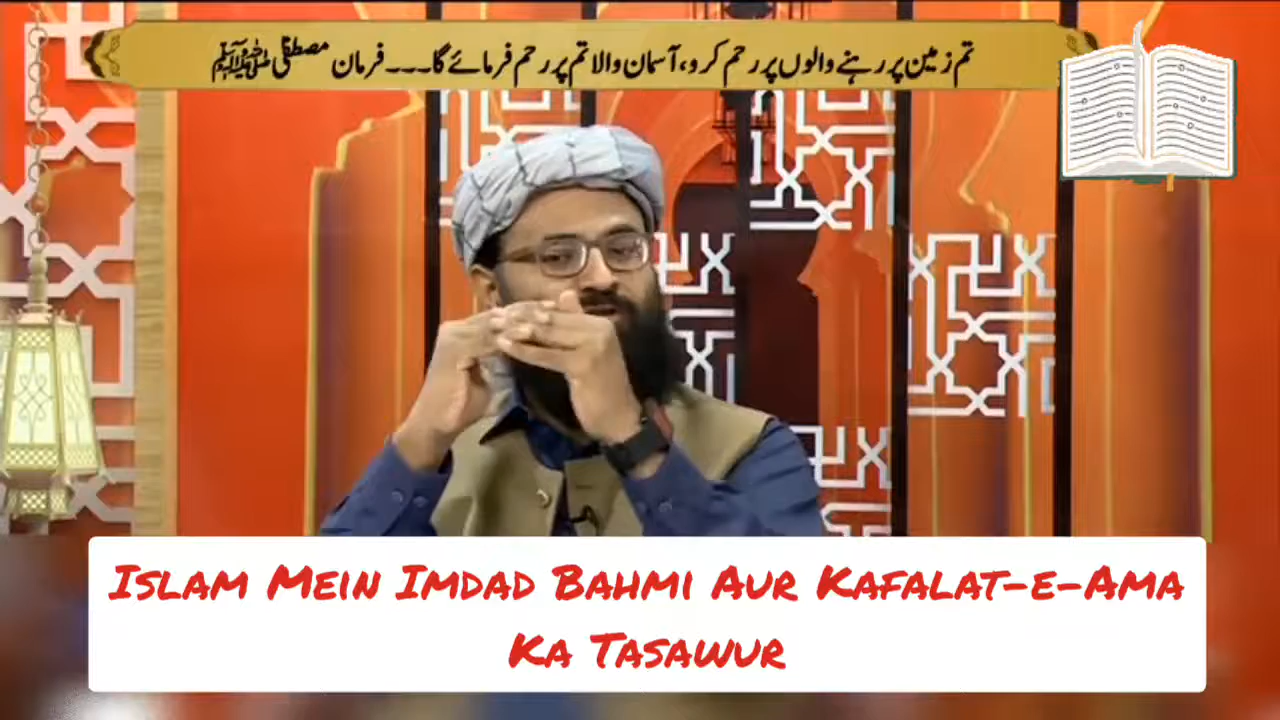 تم زمین پر رہنے والوں پر رحم کرو، آسمان والا تم پر رحم فرمائے گا۔۔۔ فرمان مصطفیٰ ﷺ
Islam Mein Imdad Bahmi Aur Kafalat-e-Ama
Ka Tasawur